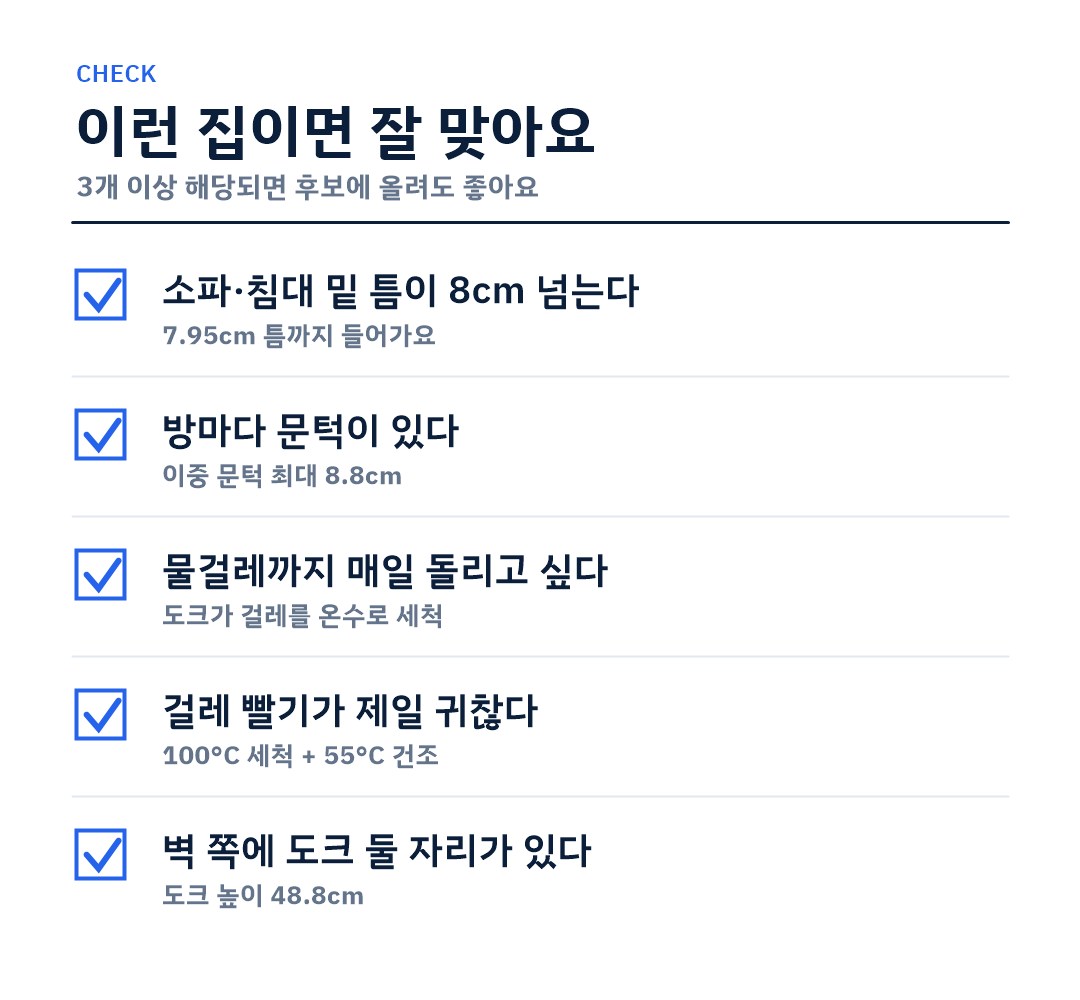 CHECK
이런 집이면 잘 맞아요
3개 이상 해당되면 후보에 올려도 좋아요
소파·침대 밑 틈이 8cm 넘는다
7.95cm 틈까지 들어가요
방마다 문턱이 있다
이중 문턱 최대 8.8cm
물걸레까지 매일 돌리고 싶다
도크가 걸레를 온수로 세척
걸레 빨기가 제일 귀찮다
100°C 세척 + 55°C 건조
벽 쪽에 도크 둘 자리가 있다
도크 높이 48.8cm